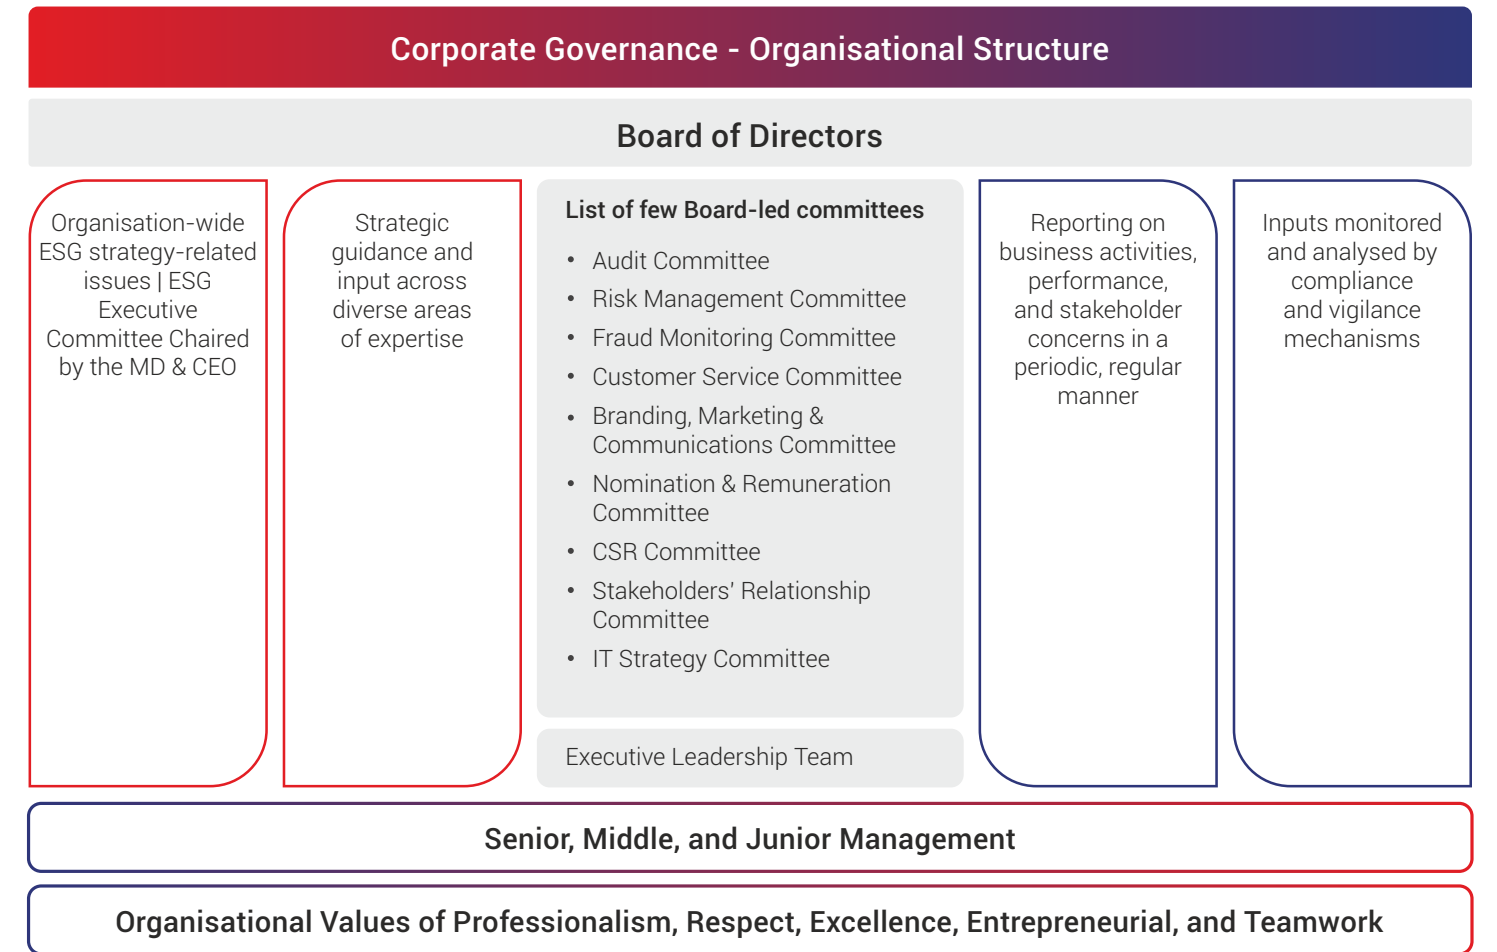 Corporate Governance - Organisational Structure
Board of Directors
Organisation-wide
ESG strategy-related
issues | ESG
Executive
Committee Chaired
by the MD & CEO
Strategic
guidance and
input across
diverse areas
of expertise
List of few Board-led committees
• Audit Committee
• Risk Management Committee
• Fraud Monitoring Committee
• Customer Service Committee
• Branding, Marketing &
Communications Committee
• Nomination & Remuneration
Committee
• CSR Committee
• Stakeholders' Relationship
Committee
• IT Strategy Committee
Executive Leadership Team
Reporting on
business activities,
performance,
and stakeholder
concerns in a
periodic, regular
manner
Inputs monitored
and analysed by
compliance
and vigilance
mechanisms
Senior, Middle, and Junior Management
Organisational Values of Professionalism, Respect, Excellence, Entrepreneurial, and Teamwork